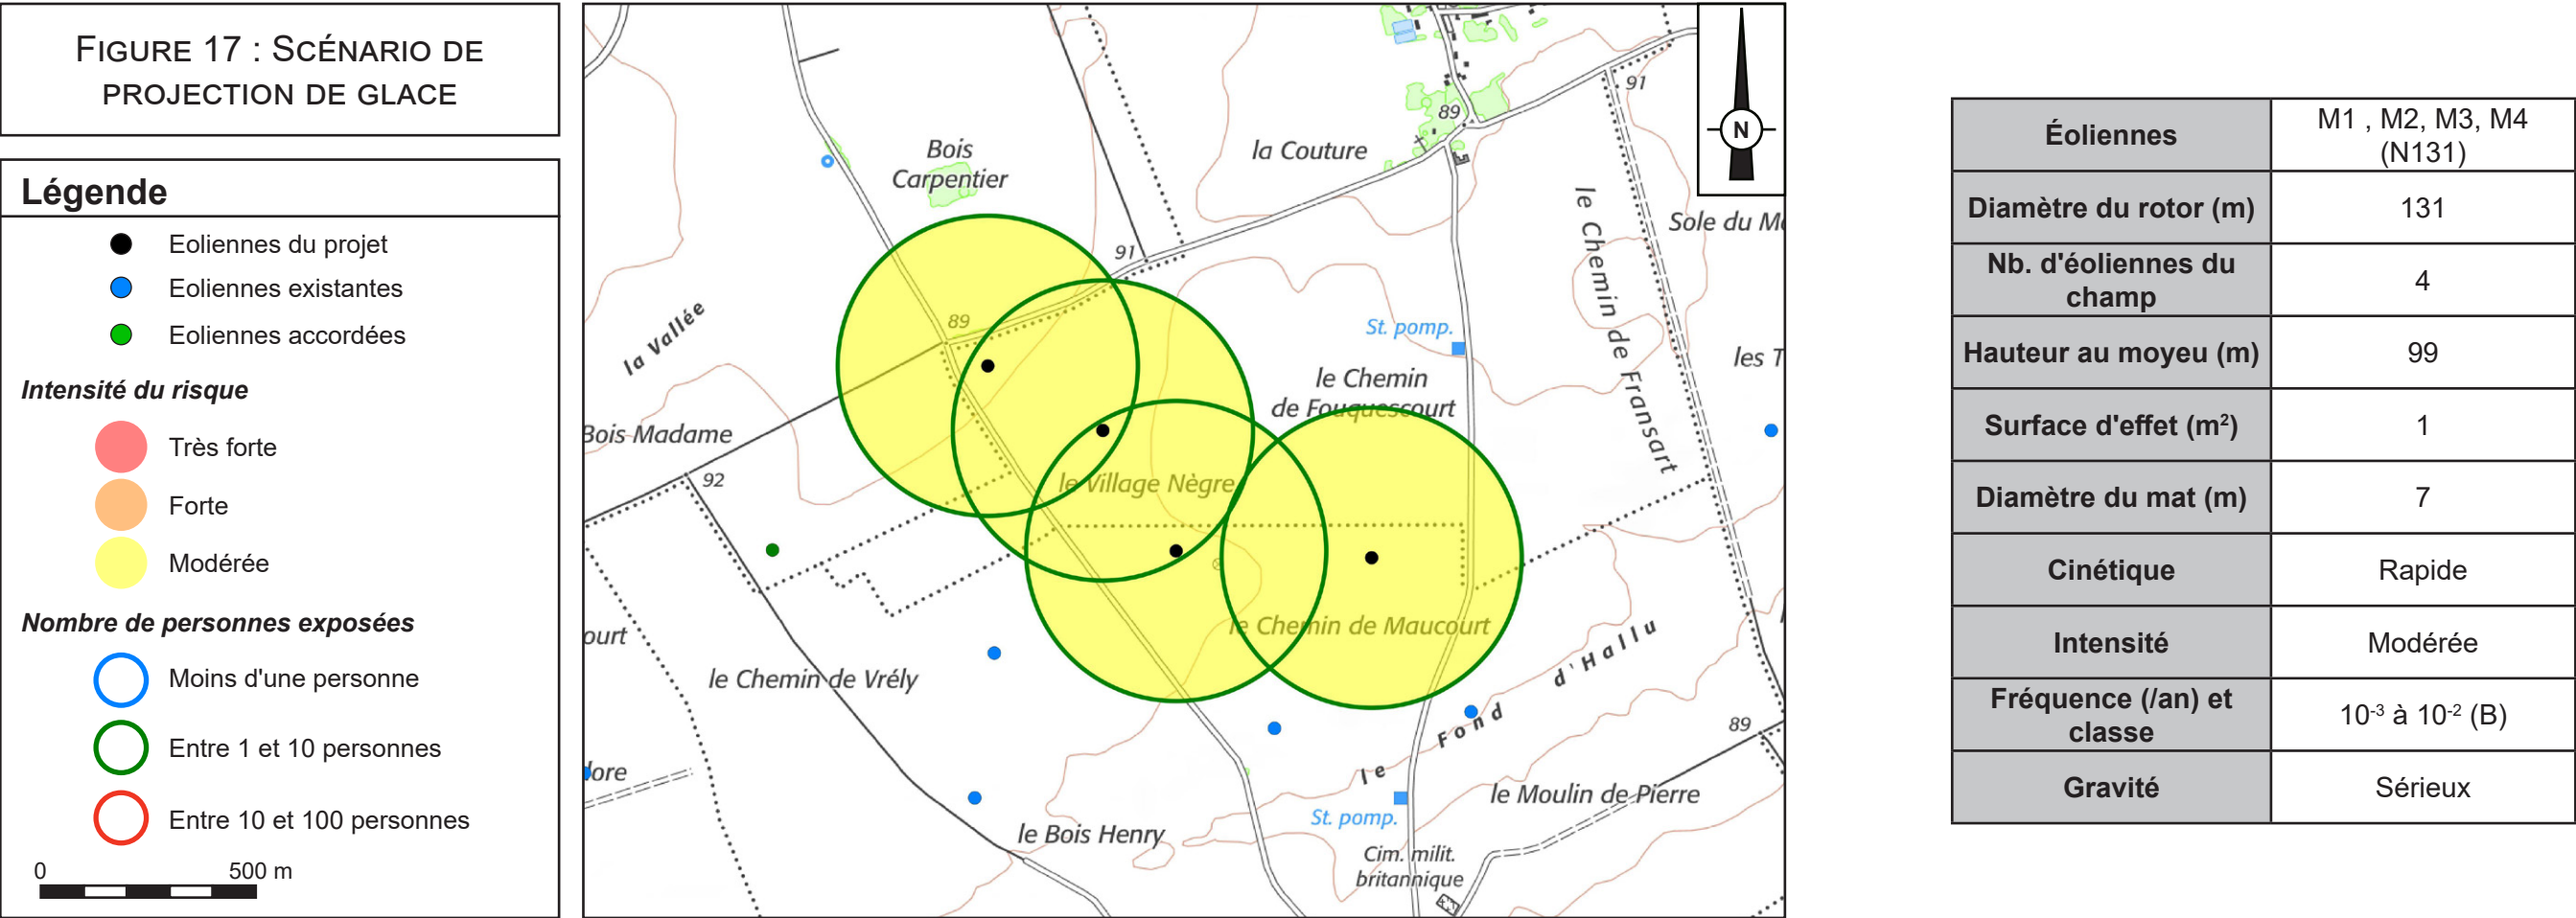 FIGURE 17 : SCÉNARIO DE
PROJECTION DE GLACE
Légende
Eoliennes du projet
Eoliennes existantes
Eoliennes accordées
Intensité du risque
Très forte
Forte
Modérée
Nombre de personnes exposées
Moins d'une personne
Entre 1 et 10 personnes
Entre 10 et 100 personnes
0 500 m
N
91
89
Bois
Carpentier
la Couture
le Chemin de Fransart
Sole du M
91
89
la Vallée
St. pomp.
les T
le Chemin
de Fouquescourt
Bois Madame
92
le Village Nègre
le Chemin de Maucourt
ourt
le Chemin de Vrély
le Fond d'Hallu
89
lore
le Moulin de Pierre
St. pomp.
le Bois Henry
Cim. milit.
britannique
Éoliennes M1 , M2, M3, M4
(N131)
Diamètre du rotor (m) 131
Nb. d'éoliennes du
champ 4
Hauteur au moyeu (m) 99
Surface d'effet (m²) 1
Diamètre du mat (m) 7
Cinétique Rapide
Intensité Modérée
Fréquence (/an) et
classe 10⁻³ à 10⁻² (B)
Gravité Sérieux